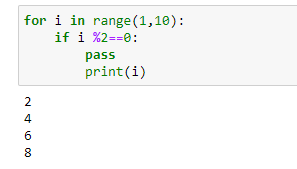 for i in range(1,10):
    if i %2==0:
        pass
        print(i)
2
4
6
8